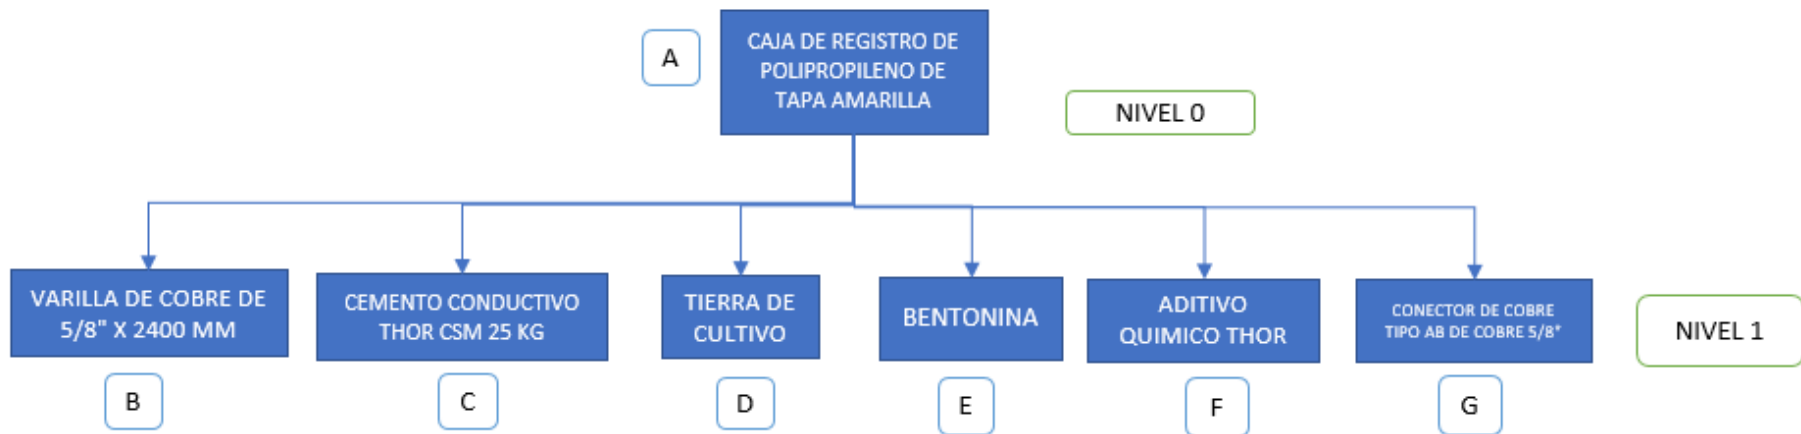 A
CAJA DE REGISTRO DE
POLIPROPILENO DE
TAPA AMARILLA
NIVEL 0
VARILLA DE COBRE DE
5/8" X 2400 MM
CEMENTO CONDUCTIVO
THOR CSM 25 KG
TIERRA DE
CULTIVO
BENTONINA
ADITIVO
QUIMICO THOR
CONECTOR DE COBRE
TIPO AB DE COBRE 5/8"
NIVEL 1
B
C
D
E
F
G